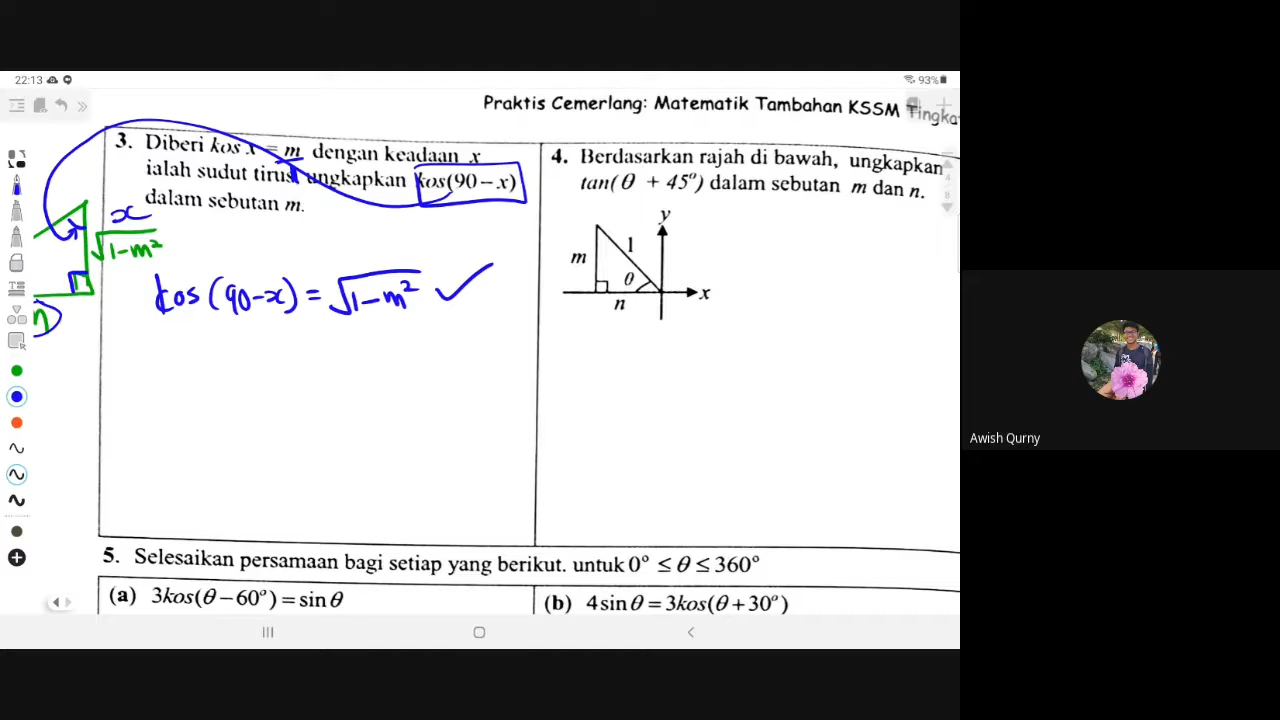 22:13
93%
Praktis Cemerlang: Matematik Tambahan KSSM Tingka
3. Diberi kos x = m dengan keadaan x
ialah sudut tirus ungkapkan kos(90 − x)
dalam sebutan m.
x
√1−m²
kos (90−x) = √1−m² ✓
4. Berdasarkan rajah di bawah, ungkapkan
tan(θ + 45°) dalam sebutan m dan n.
y
m
1
θ
x
n
5. Selesaikan persamaan bagi setiap yang berikut. untuk 0° ≤ θ ≤ 360°
(a) 3kos(θ − 60°) = sin θ
(b) 4 sin θ = 3kos(θ + 30°)
Awish Qurny